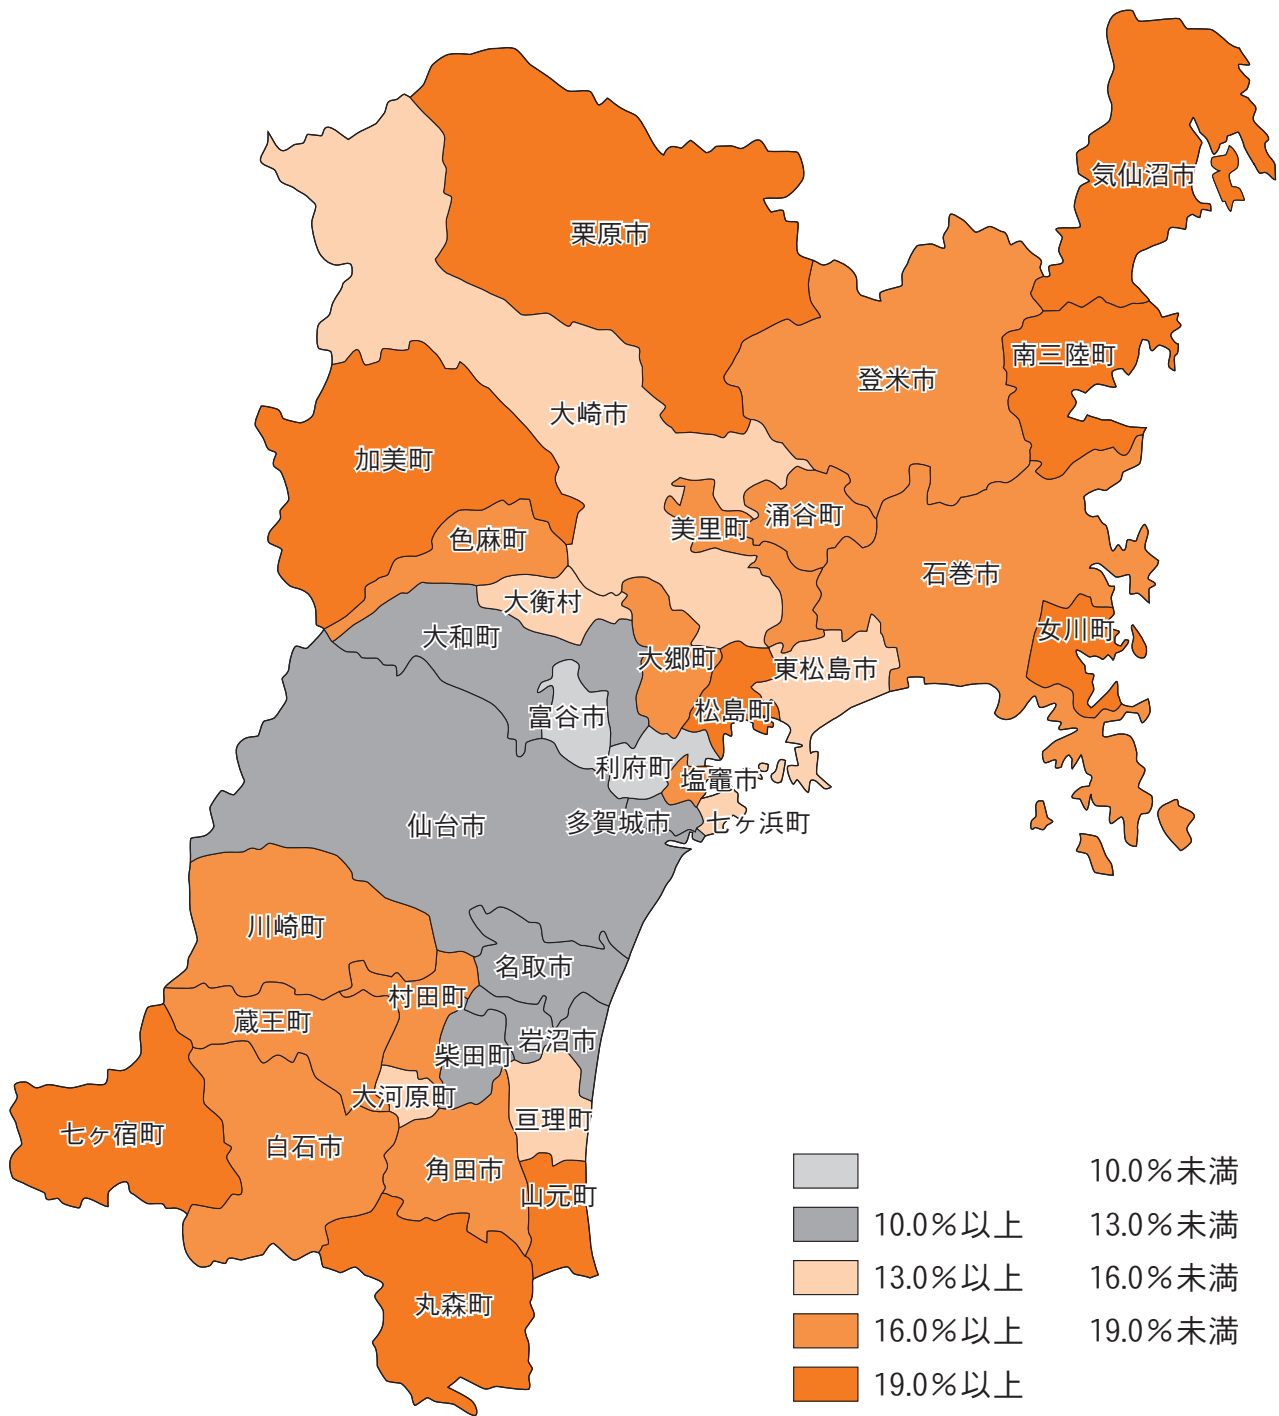 気仙沼市
栗原市
南三陸町
登米市
大崎市
加美町
涌谷町
美里町
色麻町
石巻市
大衡村
女川町
大和町
大郷町
東松島市
松島町
富谷市
利府町
塩竈市
多賀城市
七ヶ浜町
仙台市
川崎町
名取市
村田町
蔵王町
岩沼市
柴田町
大河原町
亘理町
七ヶ宿町
白石市
角田市
山元町
丸森町
10.0%未満
10.0%以上 13.0%未満
13.0%以上 16.0%未満
16.0%以上 19.0%未満
19.0%以上